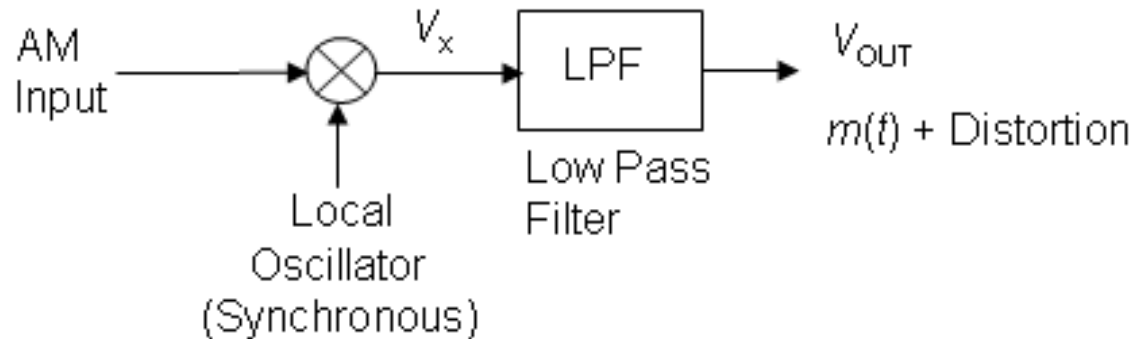 AM
Input
Vx
LPF
Low Pass
Filter
VOUT
m(t) + Distortion
Local
Oscillator
(Synchronous)